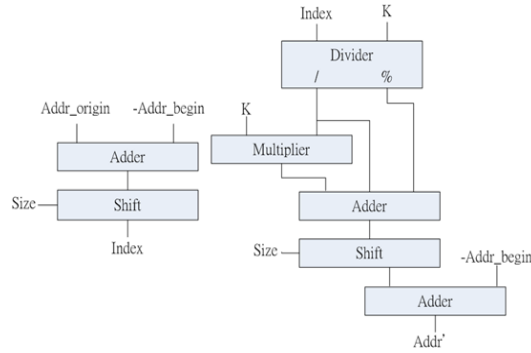 Index K
Divider
/ %
Addr_origin -Addr_begin
K
Adder
Multiplier
Size Shift
Adder
Index
Size Shift
-Addr_begin
Adder
Addr*